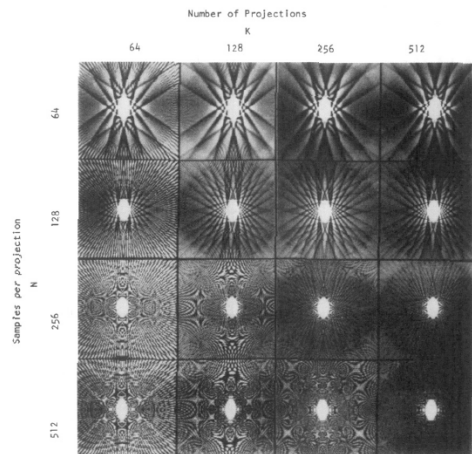 Number of Projections
K
64 128 256 512
64
128
256
512
Samples per projection
N